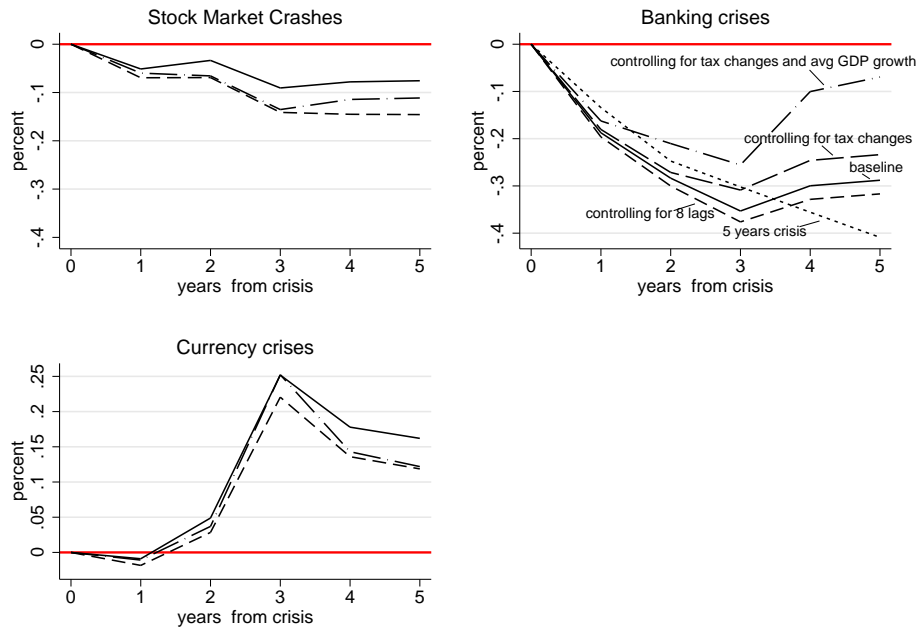 Stock Market Crashes
0
-.1
-.2
-.3
-.4
percent
0 1 2 3 4 5
years from crisis
Banking crises
0
-.1
-.2
-.3
-.4
percent
controlling for tax changes and avg GDP growth
controlling for tax changes
baseline
controlling for 8 lags
5 years crisis
0 1 2 3 4 5
years from crisis
Currency crises
.25
.2
.15
.1
.05
0
percent
0 1 2 3 4 5
years from crisis